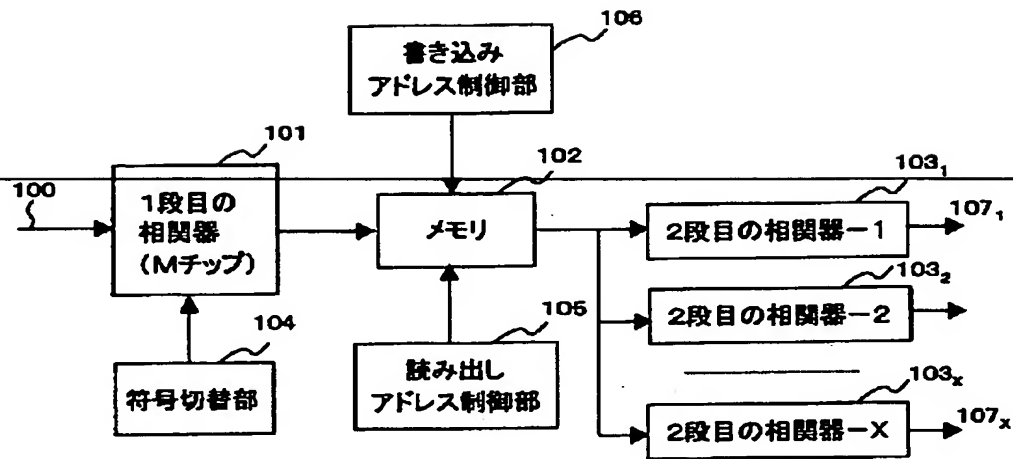 106
書き込み
アドレス制御部
101
102
103₁
100
1段目の
相関器
(Mチップ)
メモリ
2段目の相関器－1
107₁
103₂
2段目の相関器－2
104
105
符号切替部
読み出し
アドレス制御部
103ₓ
2段目の相関器－X
107ₓ